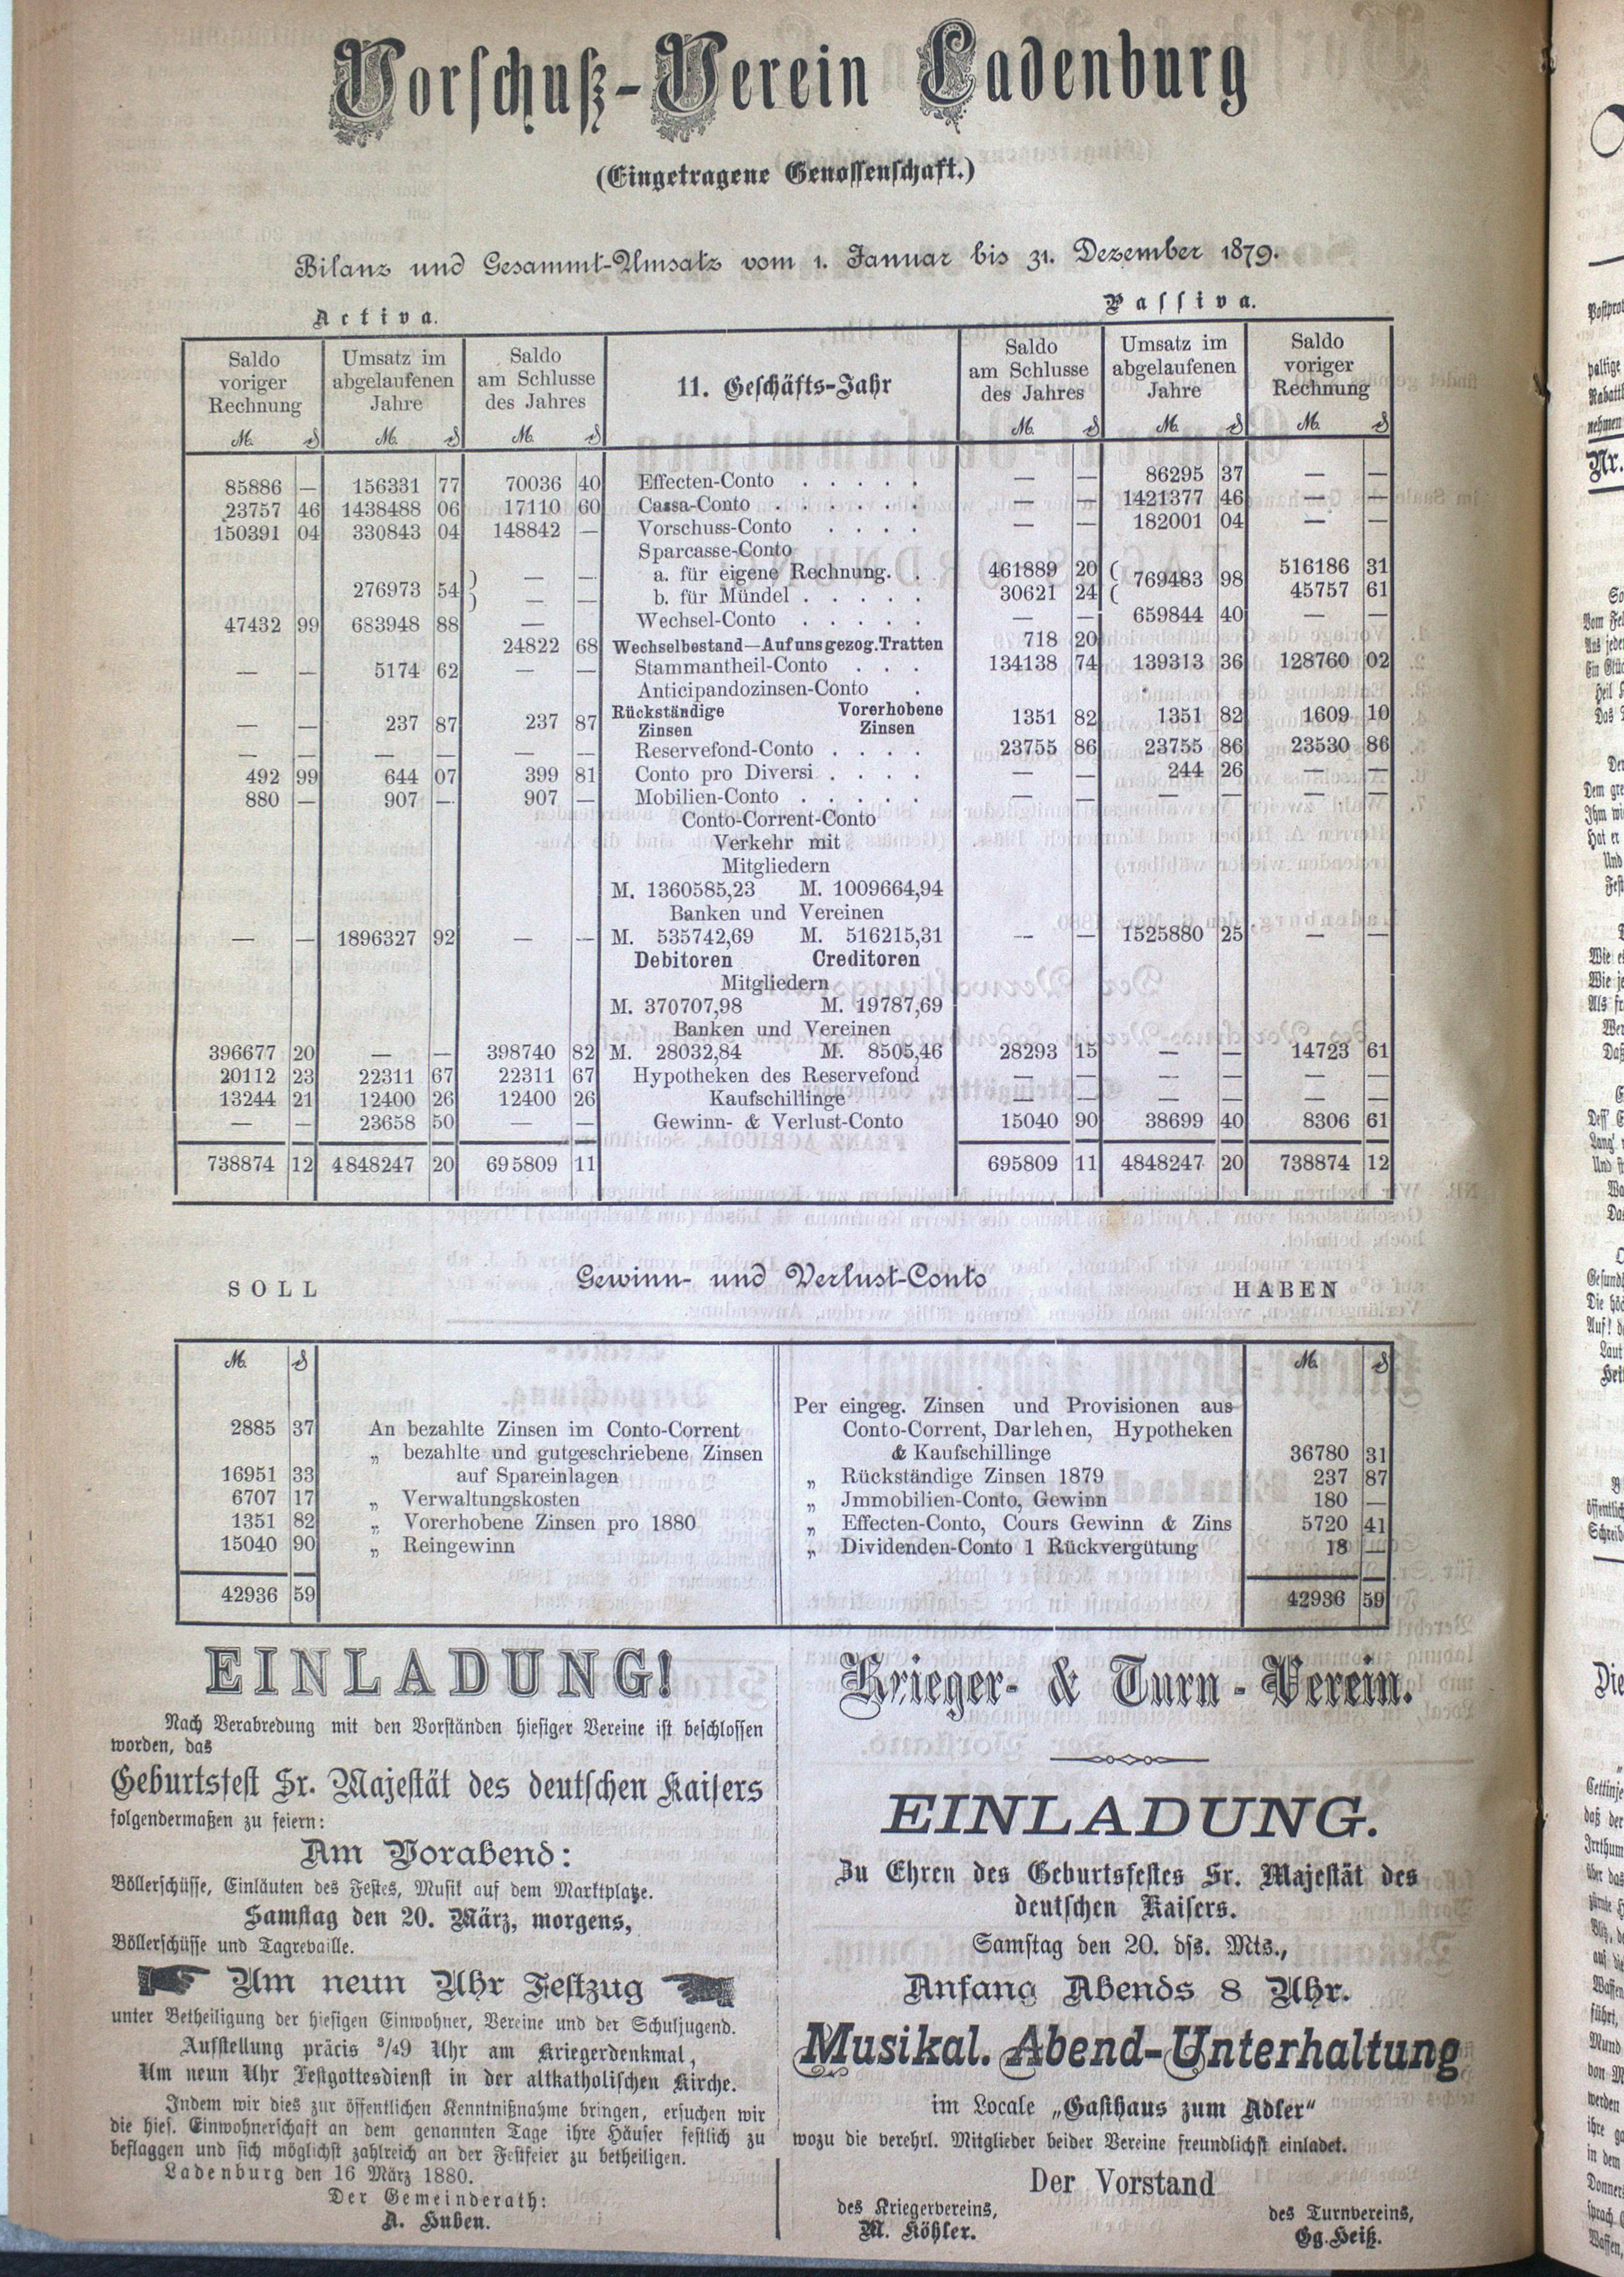 Vorschuß-Verein Ladenburg
(Eingetragene Genossenschaft.)
Bilanz und Gesammt-Umsatz vom 1. Januar bis 31. Dezember 1879.
Activa. Passiva.
Saldo voriger Rechnung Umsatz im abgelaufenen Jahre Saldo am Schlusse des Jahres 11. Geschäfts-Jahr Saldo am Schlusse des Jahres Umsatz im abgelaufenen Jahre Saldo voriger Rechnung
M. ₰ M. ₰ M. ₰ M. ₰ M. ₰ M. ₰
85886 — 156331 77 70036 40 Effecten-Conto . . . . . — — 86295 37 — —
23757 46 1438488 06 17110 60 Cassa-Conto . . . . . . — — 1421377 46 — —
150391 04 330843 04 148842 — Vorschuss-Conto . . . . — — 182001 04 — —
Sparcasse-Conto
276973 54 ) — — a. für eigene Rechnung. . 461889 20 ( 769483 98 516186 31
) — — b. für Mündel . . . . . 30621 24 ( 45757 61
47432 99 683948 88 — Wechsel-Conto . . . . . — — 659844 40 — —
24822 68 Wechselbestand—Auf uns gezog. Tratten 718 20
— — 5174 62 — — Stammantheil-Conto . . . 134138 74 139313 36 128760 02
Anticipandozinsen-Conto .
— — 237 87 237 87 Rückständige Zinsen Vorerhobene Zinsen 1351 82 1351 82 1609 10
— — — — — — Reservefond-Conto . . . . 23755 86 23755 86 23530 86
492 99 644 07 399 81 Conto pro Diversi . . . . — — 244 26 — —
880 — 907 — 907 — Mobilien-Conto . . . . . — — — — — —
Conto-Corrent-Conto
Verkehr mit
Mitgliedern
M. 1360585,23 M. 1009664,94
Banken und Vereinen
— — 1896327 92 — — M. 535742,69 M. 516215,31 — — 1525880 25 — —
Debitoren Creditoren
Mitgliedern
M. 370707,98 M. 19787,69
Banken und Vereinen
396677 20 — — 398740 82 M. 28032,84 M. 8505,46 28293 15 — — 14723 61
20112 23 22311 67 22311 67 Hypotheken des Reservefond — — — — — —
13244 21 12400 26 12400 26 Kaufschillinge — — — — — —
— — 23658 50 — — Gewinn- & Verlust-Conto 15040 90 38699 40 8306 61
738874 12 4848247 20 695809 11 695809 11 4848247 20 738874 12
SOLL Gewinn- und Verlust-Conto HABEN
M. ₰ M. ₰
2885 37 An bezahlte Zinsen im Conto-Corrent
„ bezahlte und gutgeschriebene Zinsen
16951 33 auf Spareinlagen
6707 17 „ Verwaltungskosten
1351 82 „ Vorerhobene Zinsen pro 1880
15040 90 „ Reingewinn
42936 59
Per eingeg. Zinsen und Provisionen aus
Conto-Corrent, Darlehen, Hypotheken
& Kaufschillinge 36780 31
„ Rückständige Zinsen 1879 237 87
„ Jmmobilien-Conto, Gewinn 180 —
„ Effecten-Conto, Cours Gewinn & Zins 5720 41
„ Dividenden-Conto 1 Rückvergütung 18 —
42936 59
EINLADUNG!
Nach Verabredung mit den Vorständen hiesiger Vereine ist beschlossen
worden, das
Geburtsfest Sr. Majestät des deutschen Kaisers
folgendermaßen zu feiern:
Am Vorabend:
Böllerschüsse, Einläuten des Festes, Musik auf dem Marktplatze.
Samstag den 20. März, morgens,
Böllerschüsse und Tagrevaille.
Um neun Uhr Festzug
unter Betheiligung der hiesigen Einwohner, Vereine und der Schuljugend.
Aufstellung präcis ³/₄9 Uhr am Kriegerdenkmal,
Um neun Uhr Festgottesdienst in der altkatholischen Kirche.
Indem wir dies zur öffentlichen Kenntnißnahme bringen, ersuchen wir
die hies. Einwohnerschaft an dem genannten Tage ihre Häuser festlich zu
beflaggen und sich möglichst zahlreich an der Festfeier zu betheiligen.
Ladenburg den 16 März 1880.
Der Gemeinderath:
A. Huben.
Krieger- & Turn-Verein.
EINLADUNG.
Zu Ehren des Geburtsfestes Sr. Majestät des
deutschen Kaisers.
Samstag den 20. dss. Mts.,
Anfang Abends 8 Uhr.
Musikal. Abend-Unterhaltung
im Locale „Gasthaus zum Adler“
wozu die verehrl. Mitglieder beider Vereine freundlichst einladet.
Der Vorstand
des Kriegervereins, des Turnvereins,
M. Köhler. Gg. Heiß.